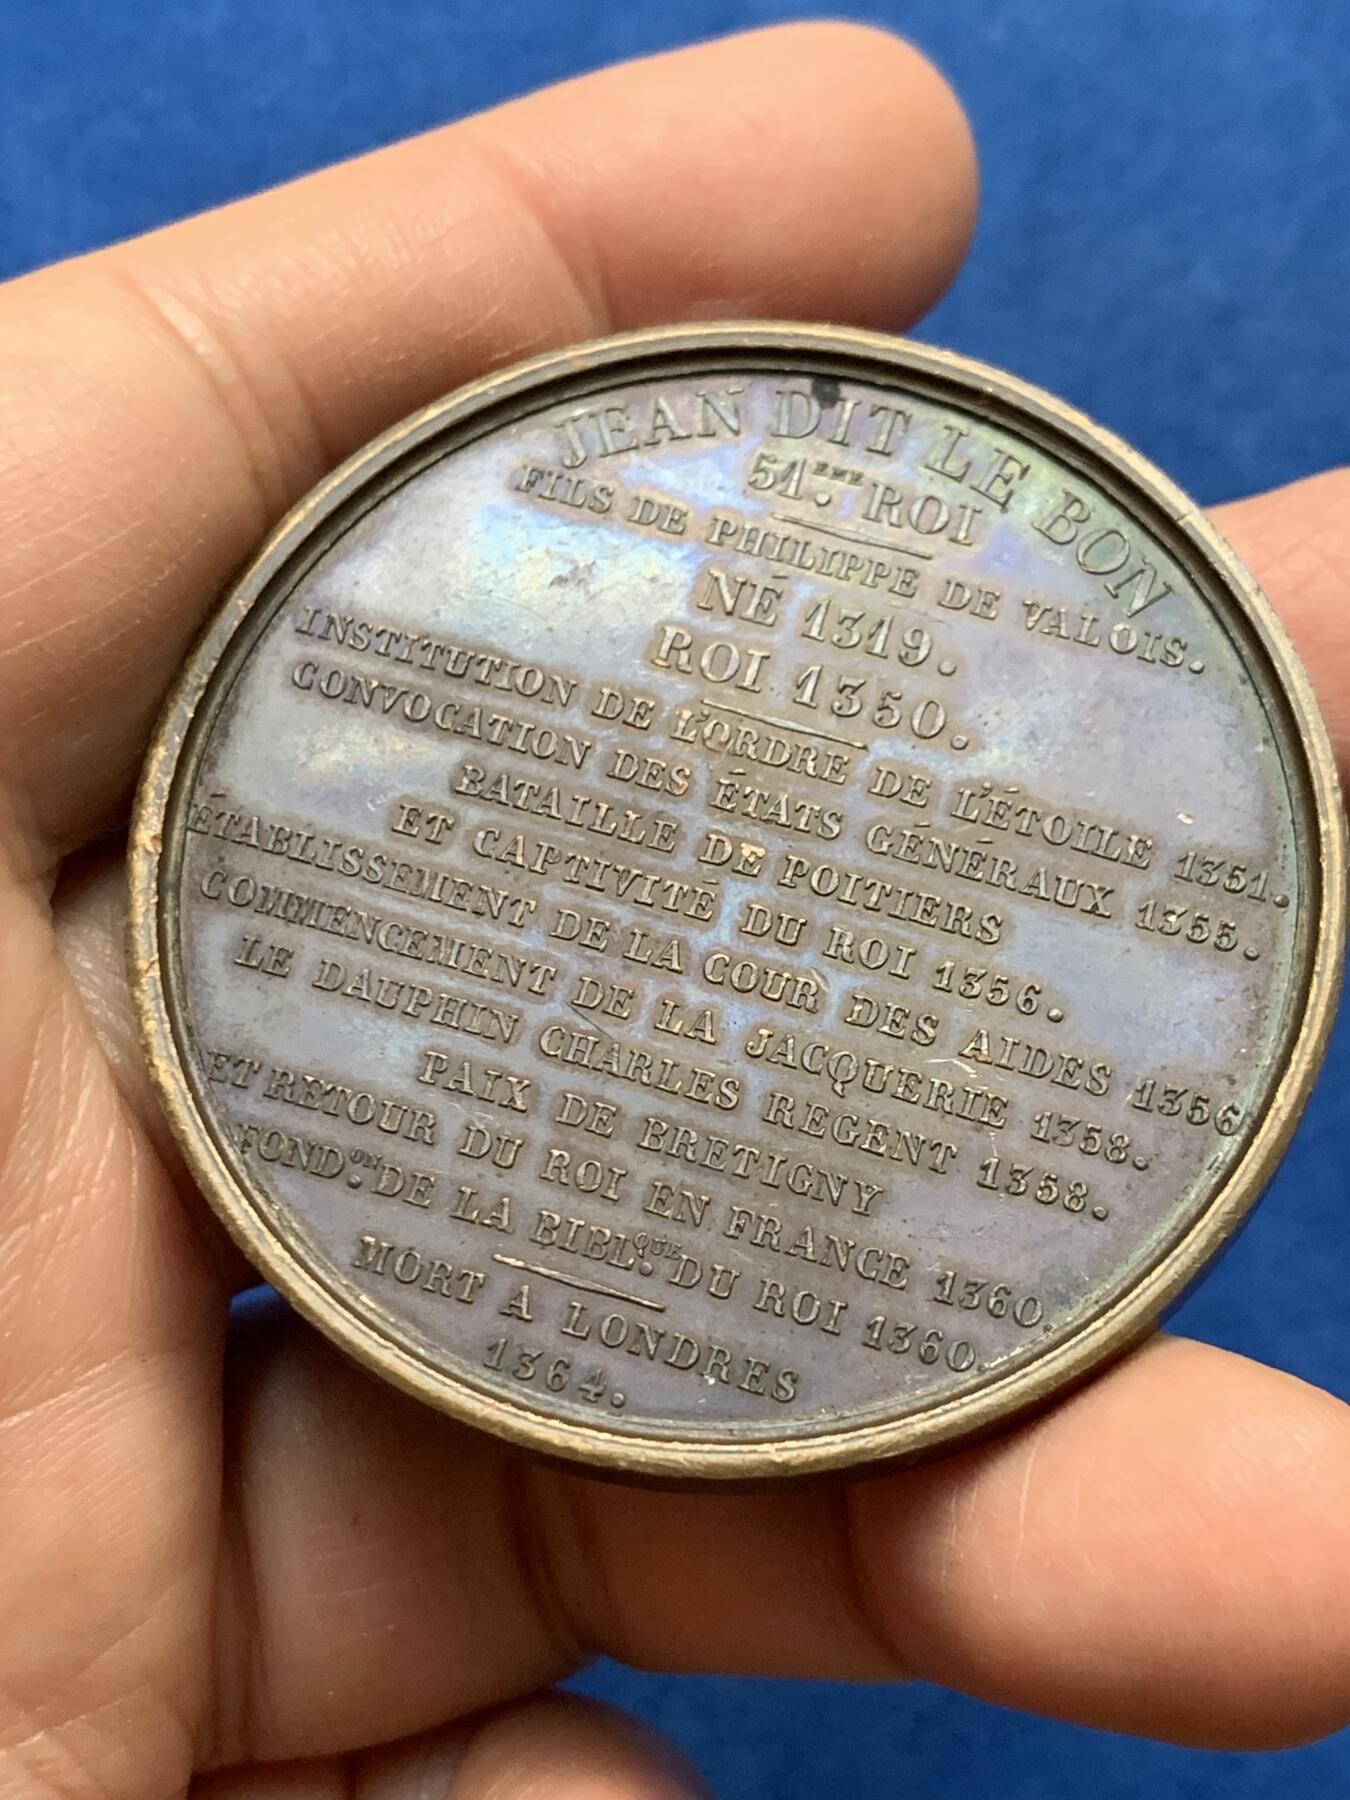 JEAN DIT LE BON
51.ÈME ROI
FILS DE PHILIPPE DE VALOIS.
NÉ 1319.
ROI 1350.
INSTITUTION DE L'ORDRE DE L'ÉTOILE 1351.
CONVOCATION DES ÉTATS GÉNÉRAUX 1355.
BATAILLE DE POITIERS
ET CAPTIVITÉ DU ROI 1356.
ÉTABLISSEMENT DE LA COUR DES AIDES 1356
COMMENCEMENT DE LA JACQUERIE 1358.
LE DAUPHIN CHARLES REGENT 1358.
PAIX DE BRETIGNY
ET RETOUR DU ROI EN FRANCE 1360.
FOND.ON DE LA BIBL.QUE DU ROI 1360.
MORT A LONDRES
1364.